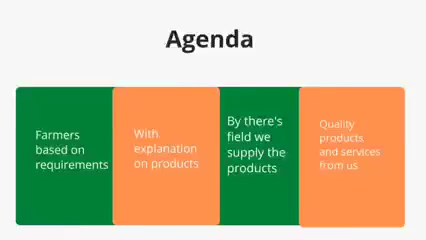 Agenda
Farmers
based on
requirements
With
explanation
on products
By there's
field we
supply the
products
Quality
products
and services
from us